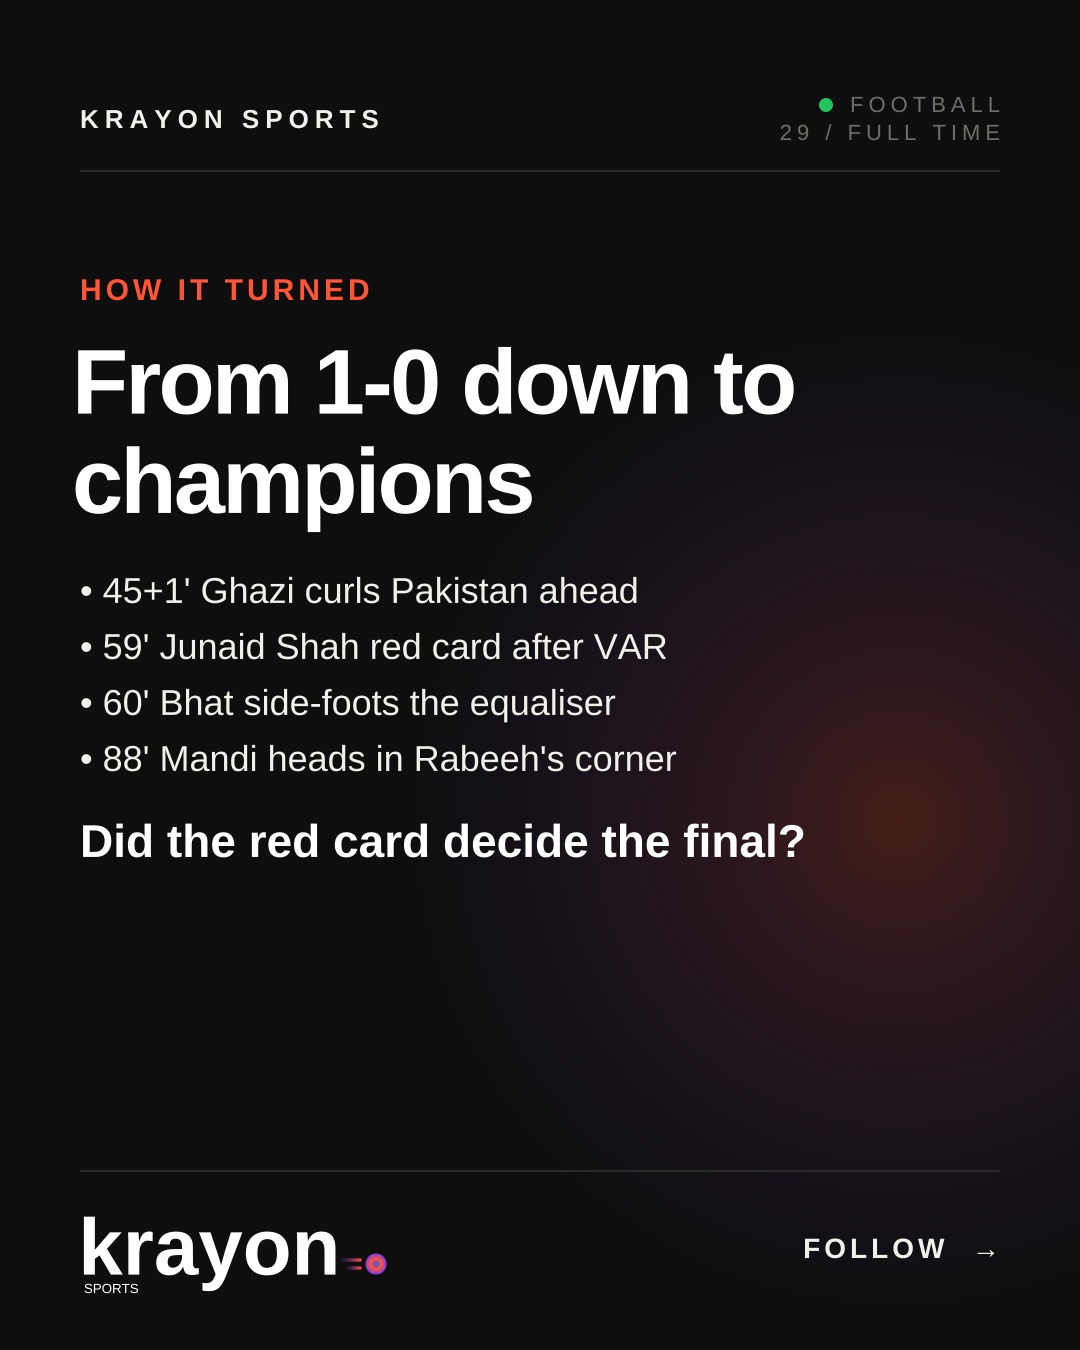 KRAYON SPORTS
FOOTBALL
29 / FULL TIME
HOW IT TURNED
From 1-0 down to
champions
• 45+1' Ghazi curls Pakistan ahead
• 59' Junaid Shah red card after VAR
• 60' Bhat side-foots the equaliser
• 88' Mandi heads in Rabeeh's corner
Did the red card decide the final?
krayon
SPORTS
FOLLOW →